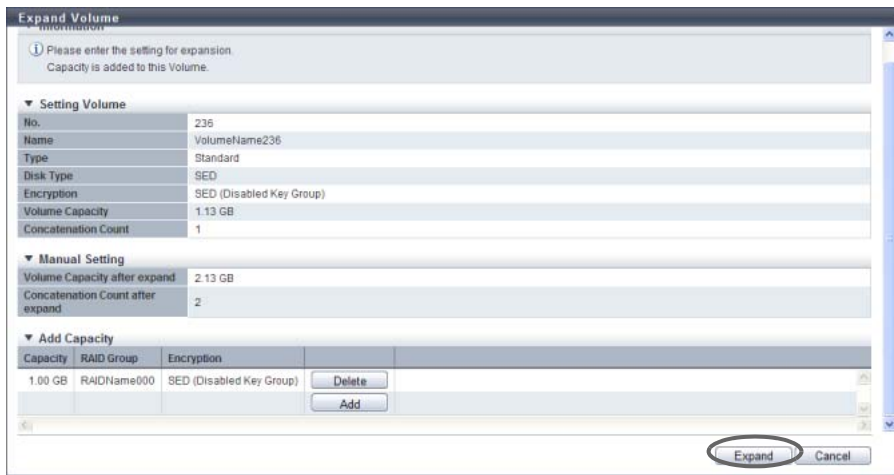 Expand Volume
Information
Please enter the setting for expansion.
Capacity is added to this Volume.
Setting Volume
No. 236
Name VolumeName236
Type Standard
Disk Type SED
Encryption SED (Disabled Key Group)
Volume Capacity 1.13 GB
Concatenation Count 1
Manual Setting
Volume Capacity after expand 2.13 GB
Concatenation Count after expand 2
Add Capacity
Capacity RAID Group Encryption
1.00 GB RAIDName000 SED (Disabled Key Group) Delete
Add
Expand Cancel